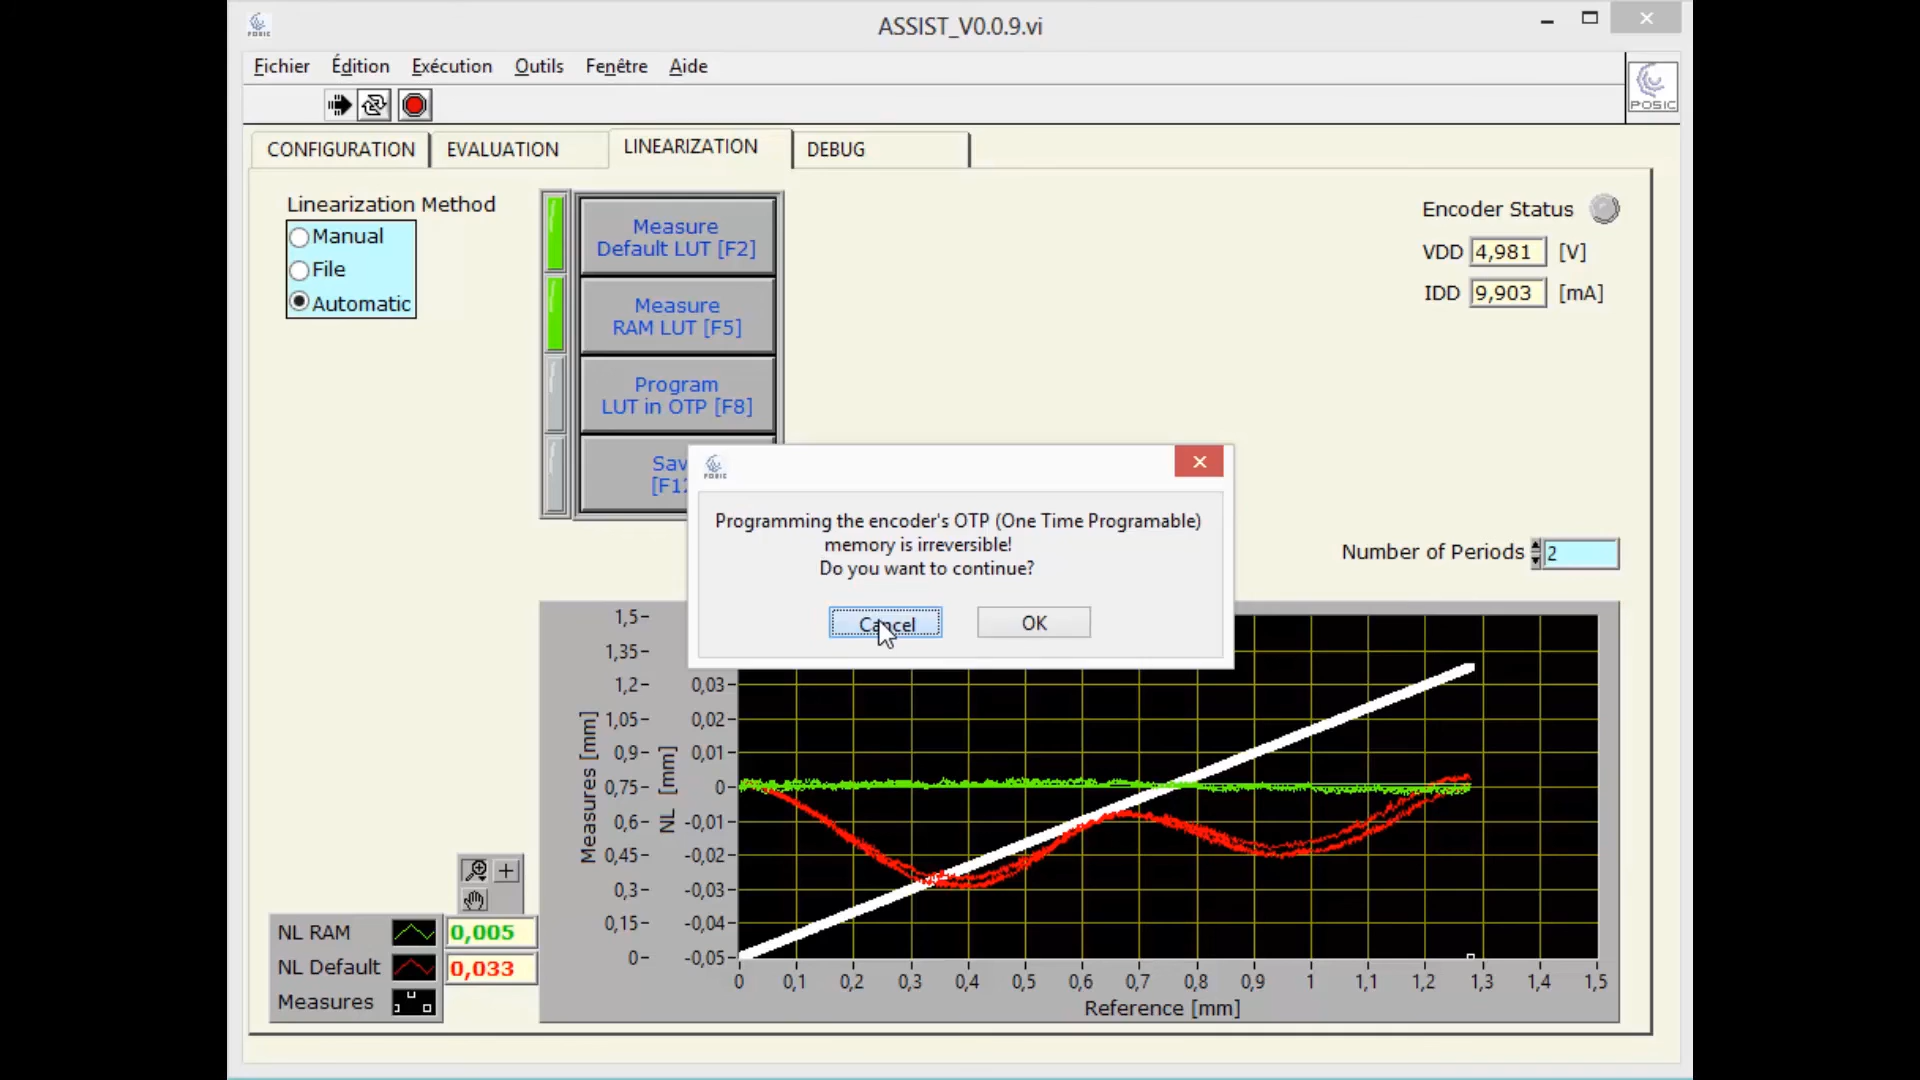 POSIC
ASSIST_V0.0.9.vi
Fichier Édition Exécution Outils Fenêtre Aide
POSIC
CONFIGURATION EVALUATION LINEARIZATION DEBUG
Linearization Method
Manual
File
Automatic
Measure
Default LUT [F2]
Measure
RAM LUT [F5]
Program
LUT in OTP [F8]
Sav
[F12
Encoder Status
VDD 4,981 [V]
IDD 9,903 [mA]
POSIC
Programming the encoder's OTP (One Time Programable)
memory is irreversible!
Do you want to continue?
Cancel OK
Number of Periods 2
Measures [mm]
1,5
1,35
1,2
1,05
0,9
0,75
0,6
0,45
0,3
0,15
0
NL [mm]
0,03
0,02
0,01
0
-0,01
-0,02
-0,03
-0,04
-0,05
0 0,1 0,2 0,3 0,4 0,5 0,6 0,7 0,8 0,9 1 1,1 1,2 1,3 1,4 1,5
Reference [mm]
NL RAM 0,005
NL Default 0,033
Measures